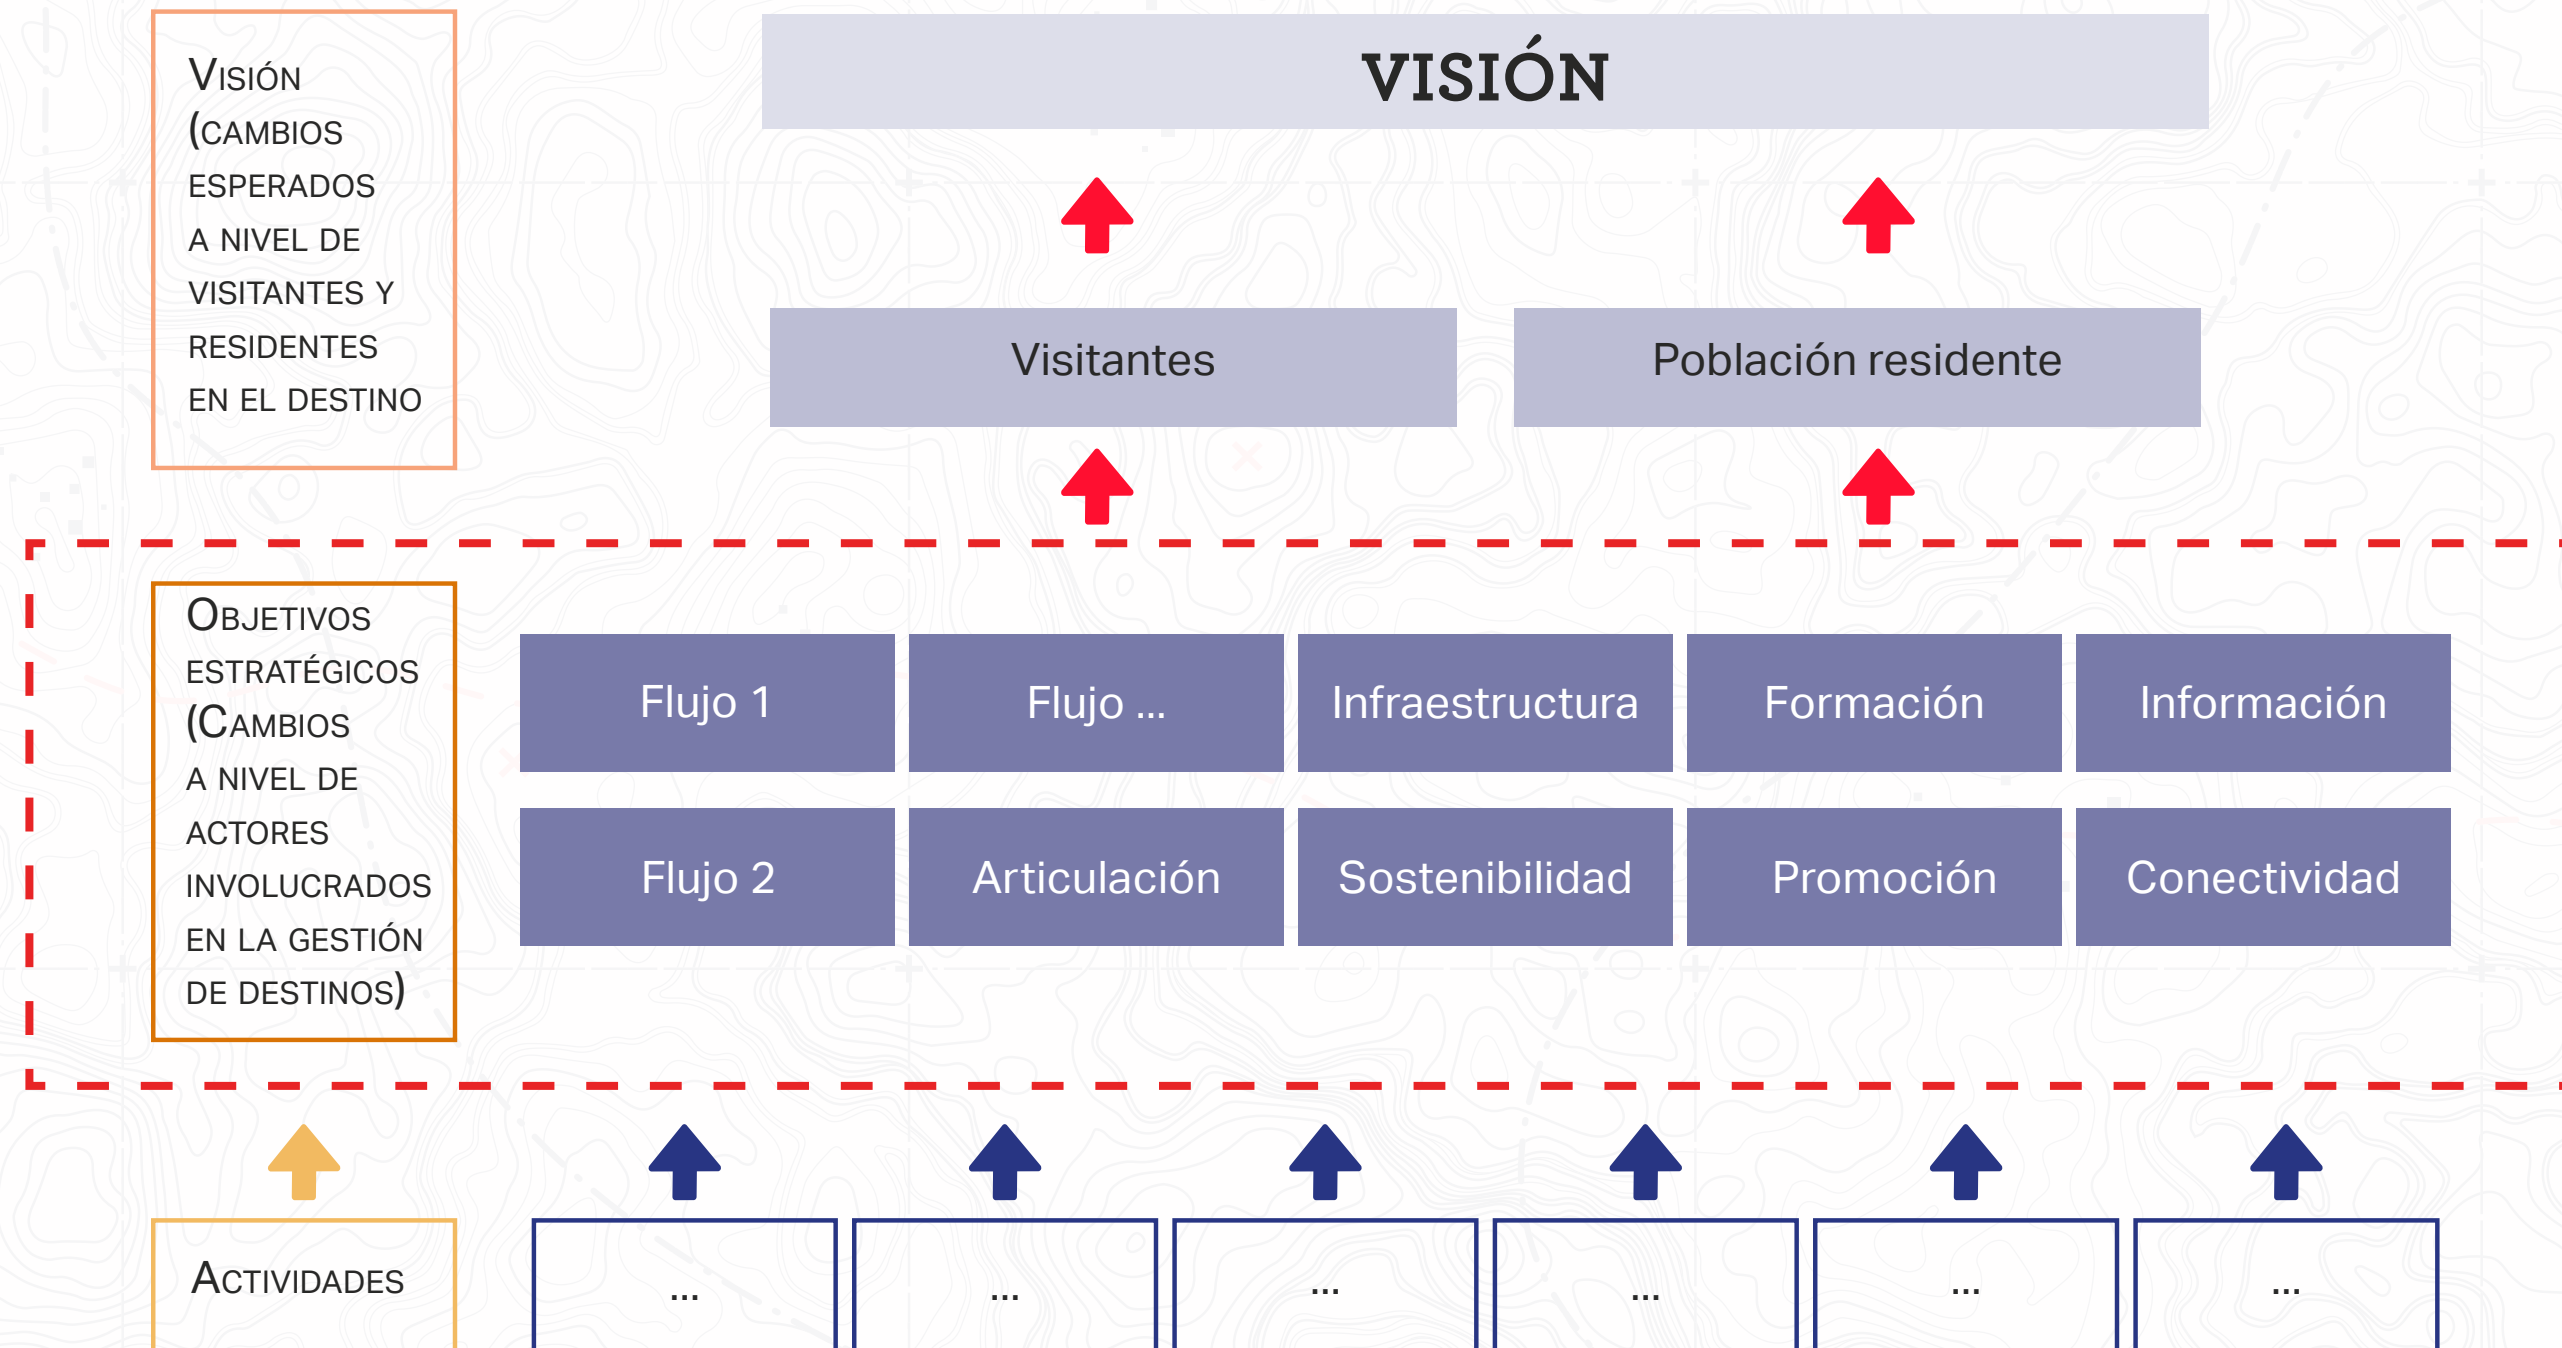 Visión
(cambios
esperados
a nivel de
visitantes y
residentes
en el destino
VISIÓN
Visitantes
Población residente
Objetivos
estratégicos
(Cambios
a nivel de
actores
involucrados
en la gestión
de destinos)
Flujo 1
Flujo ...
Infraestructura
Formación
Información
Flujo 2
Articulación
Sostenibilidad
Promoción
Conectividad
Actividades
...
...
...
...
...
...